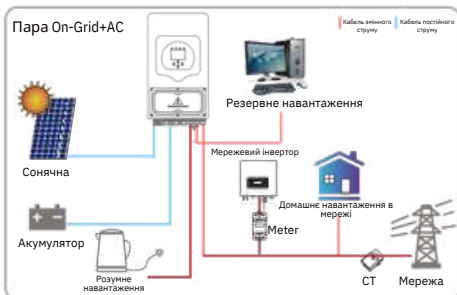 Пара On-Grid+AC
Кабель змінного
струму
Кабель постійного
струму
Резервне навантаження
Мережевий інвертор
Сонячна
Домашнє навантаження в
мережі
Акумулятор
Meter
Розумне
навантаження
CT
Мережа